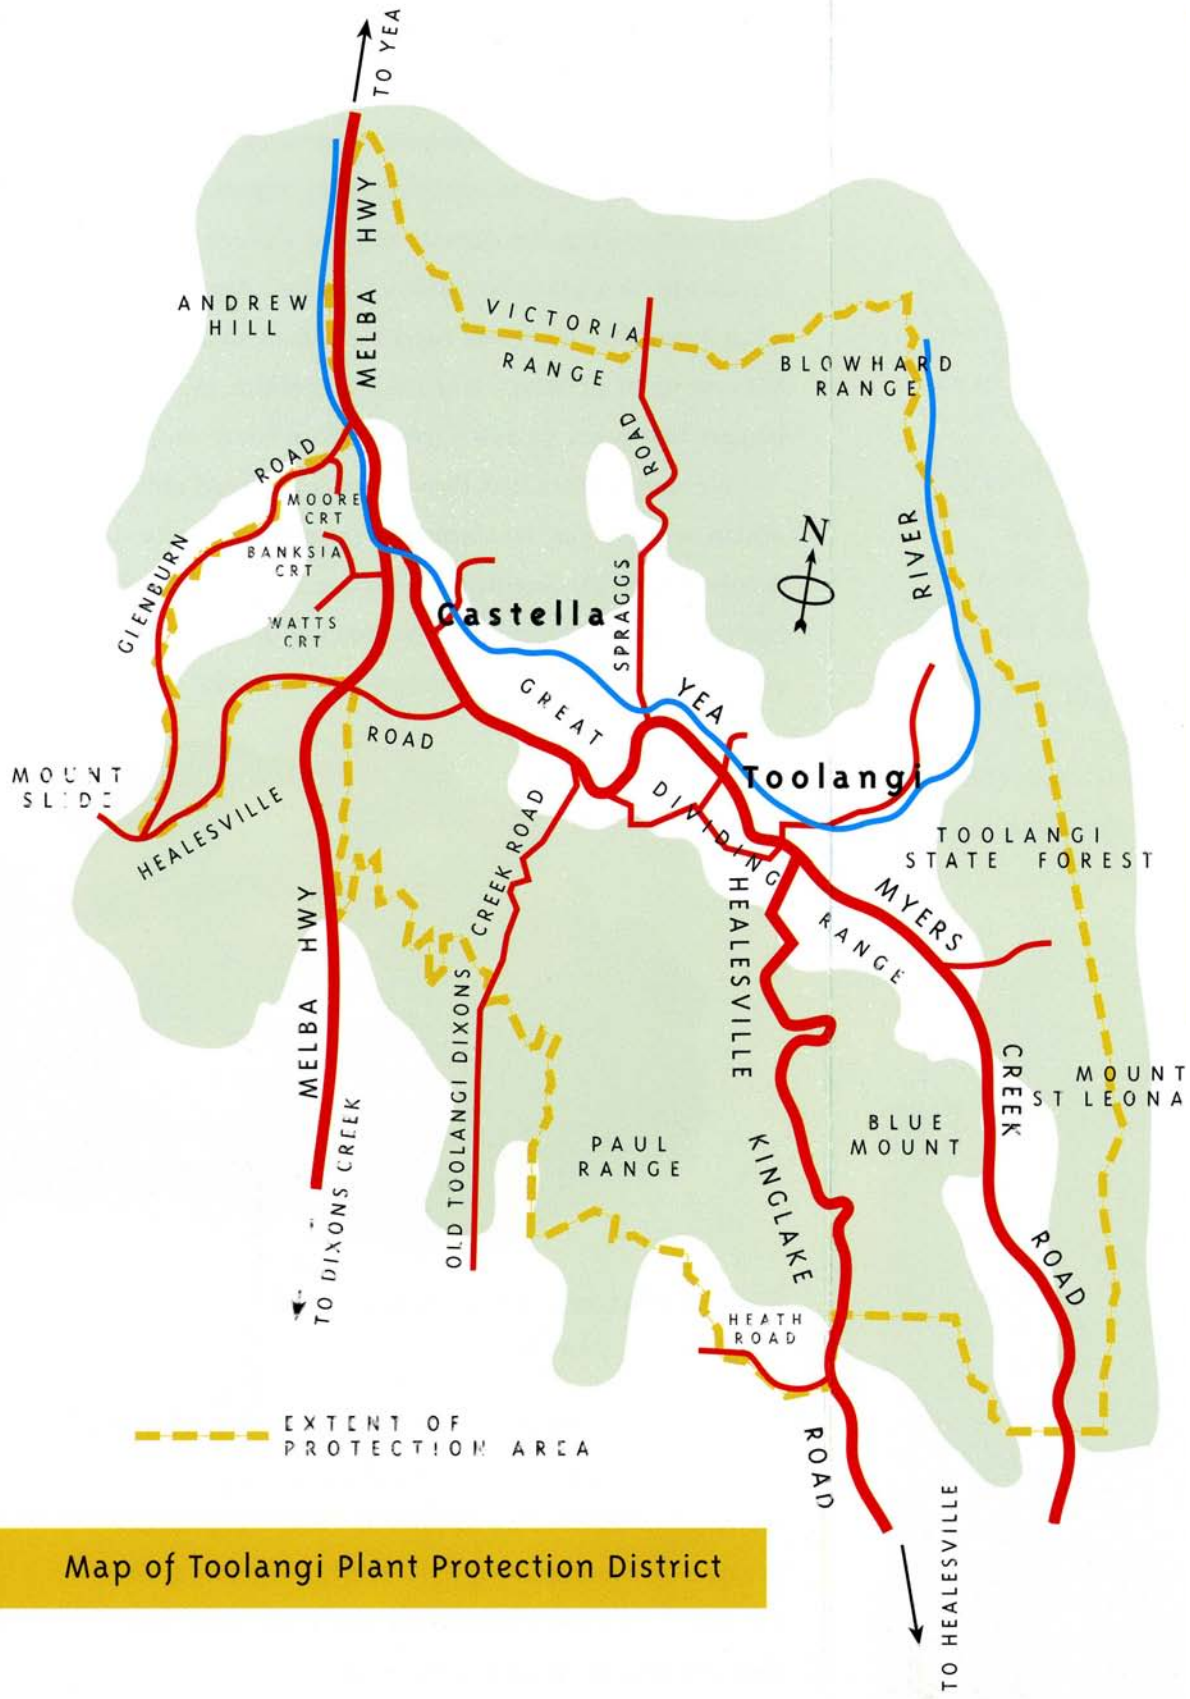 TO YEA
MELBA HWY
ANDREW
HILL
VICTORIA
RANGE
BLOWHARD
RANGE
ROAD
GLENBURN
MOORE
CRT
BANKSIA
CRT
WATTS
CRT
SPRAGGS ROAD
N
YEA RIVER
Castella
GREAT DIVIDING RANGE
Toolangi
MOUNT
SLIDE
HEALESVILLE
ROAD
TOOLANGI
STATE FOREST
MELBA HWY
OLD TOOLANGI DIXONS CREEK ROAD
HEALESVILLE KINGLAKE ROAD
MYERS CREEK ROAD
MOUNT
ST LEONA
BLUE
MOUNT
PAUL
RANGE
TO DIXONS CREEK
HEATH
ROAD
EXTENT OF
PROTECTION AREA
TO HEALESVILLE
Map of Toolangi Plant Protection District